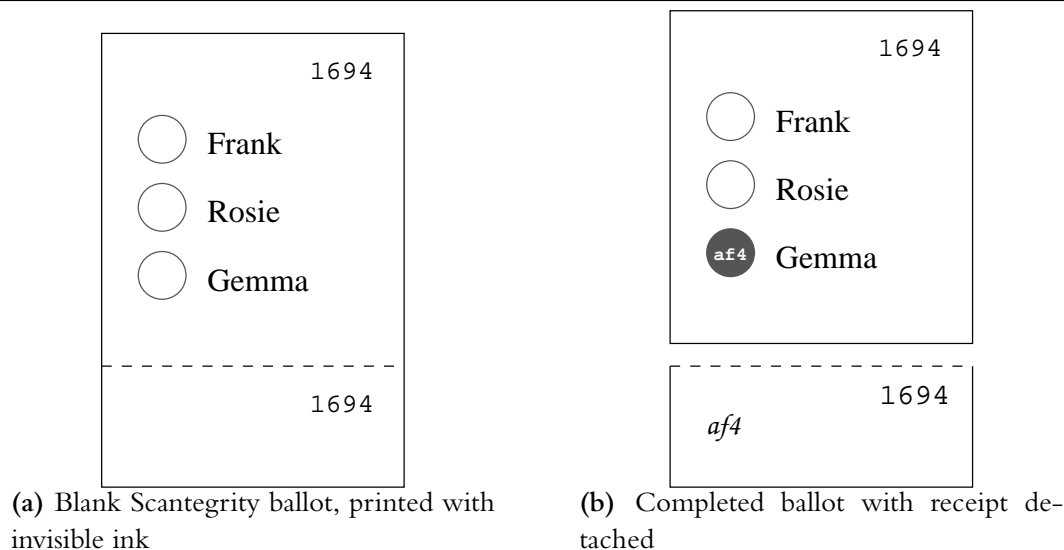 1694
Frank
Rosie
Gemma
1694
(a) Blank Scantegrity ballot, printed with
invisible ink
1694
Frank
Rosie
af4 Gemma
1694
af4
(b) Completed ballot with receipt de-
tached